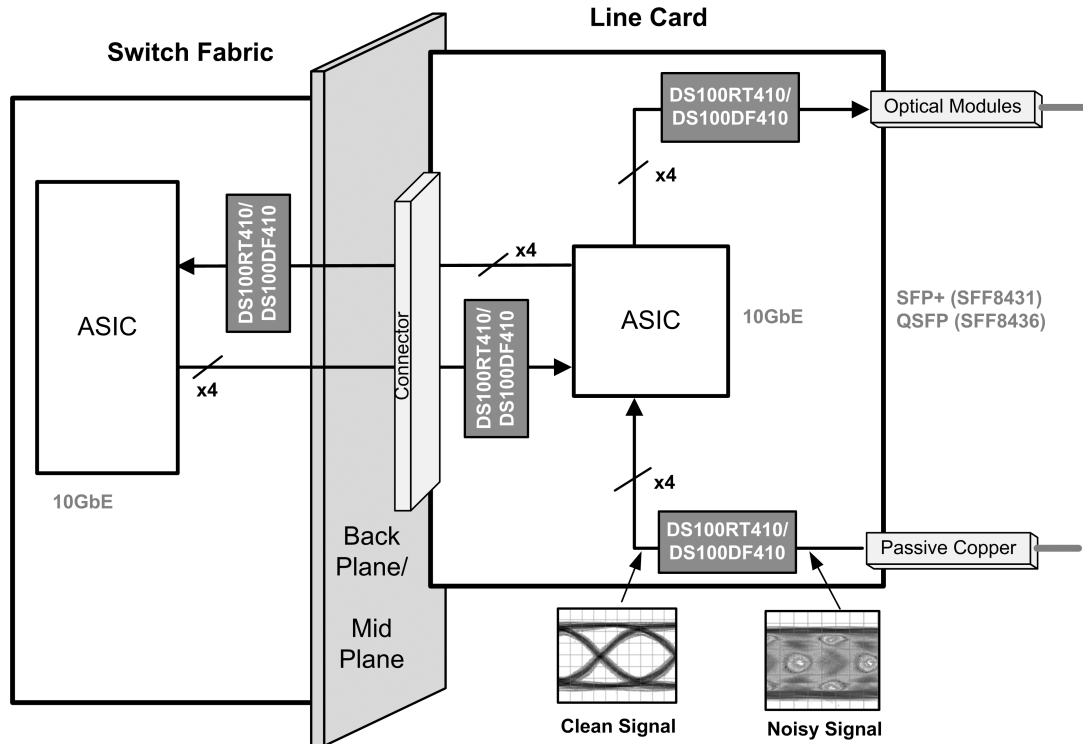 Line Card
Switch Fabric
DS100RT410/
DS100DF410
Optical Modules
x4
DS100RT410/
DS100DF410
x4
ASIC
ASIC
10GbE
SFP+ (SFF8431)
QSFP (SFF8436)
Connector
DS100RT410/
DS100DF410
x4
10GbE
x4
Back
Plane/
Mid
Plane
DS100RT410/
DS100DF410
Passive Copper
Clean Signal
Noisy Signal